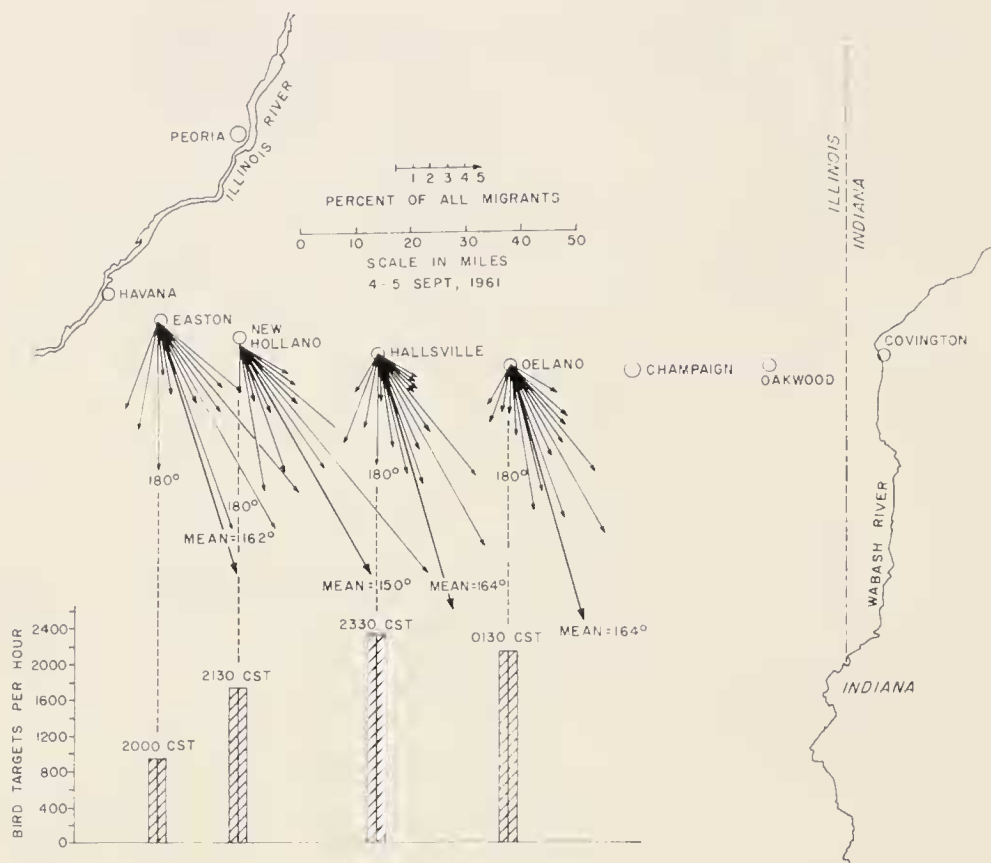 PEORIA
ILLINOIS RIVER
1 2 3 4 5
PERCENT OF ALL MIGRANTS
0 10 20 30 40 50
SCALE IN MILES
4-5 SEPT, 1961
ILLINOIS
INDIANA
HAVANA
EASTON
NEW
HOLLAND
HALLSVILLE
DELANO
CHAMPAIGN
OAKWOOD
COVINGTON
WABASH RIVER
180°
180°
180°
180°
MEAN=162°
MEAN=150°
MEAN=164°
MEAN=164°
INDIANA
BIRD TARGETS PER HOUR
2400
2000
1600
1200
800
400
0
2000 CST
2130 CST
2330 CST
0130 CST